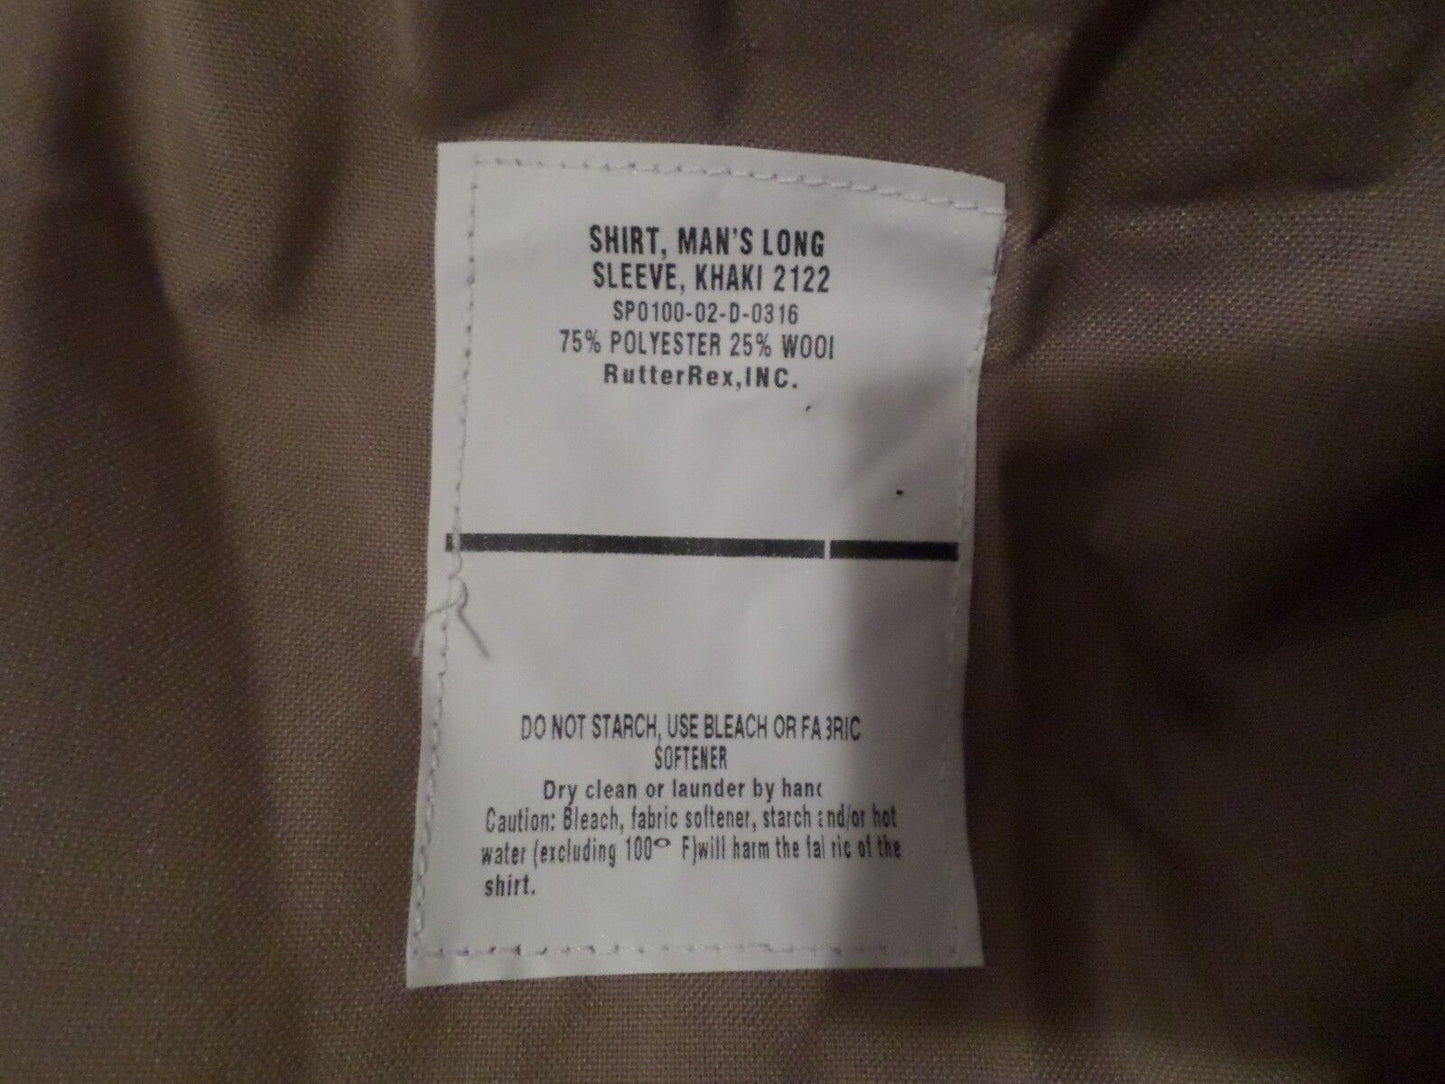 SHIRT, MAN'S LONG
SLEEVE, KHAKI 2122
SP0100-02-D-0316
75% POLYESTER 25% WOOL
RutterRex,INC.
DO NOT STARCH, USE BLEACH OR FABRIC
SOFTENER
Dry clean or launder by hand
Caution: Bleach, fabric softener, starch and/or hot
water (excluding 100° F)will harm the fabric of the
shirt.